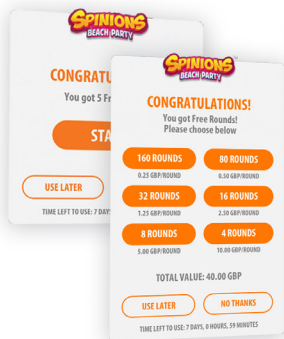 SPINIONS
BEACH PARTY
CONGRATU
You got 5 Fr
STA
USE LATER
TIME LEFT TO USE: 7 DAYS
SPINIONS
BEACH PARTY
CONGRATULATIONS!
You got Free Rounds!
Please choose below
160 ROUNDS 80 ROUNDS
0.25 GBP/ROUND 0.50 GBP/ROUND
32 ROUNDS 16 ROUNDS
1.25 GBP/ROUND 2.50 GBP/ROUND
8 ROUNDS 4 ROUNDS
5.00 GBP/ROUND 10.00 GBP/ROUND
TOTAL VALUE: 40.00 GBP
USE LATER NO THANKS
TIME LEFT TO USE: 7 DAYS, 0 HOURS, 59 MINUTES